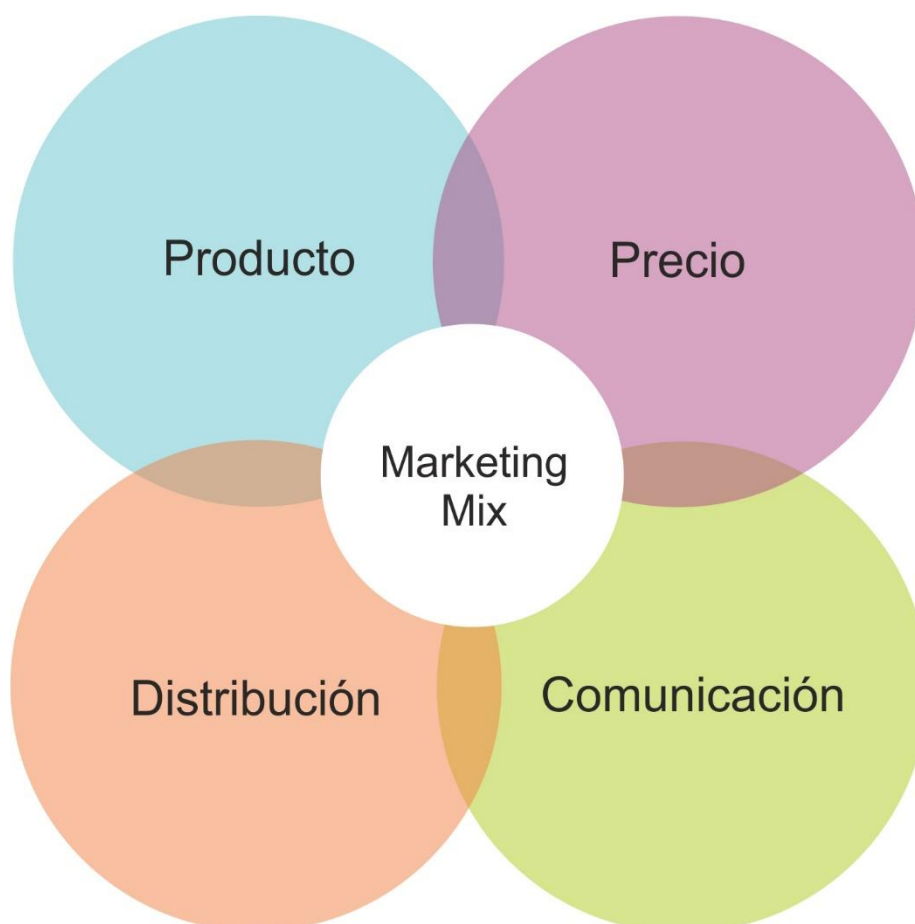 Producto
Precio
Marketing
Mix
Distribución
Comunicación